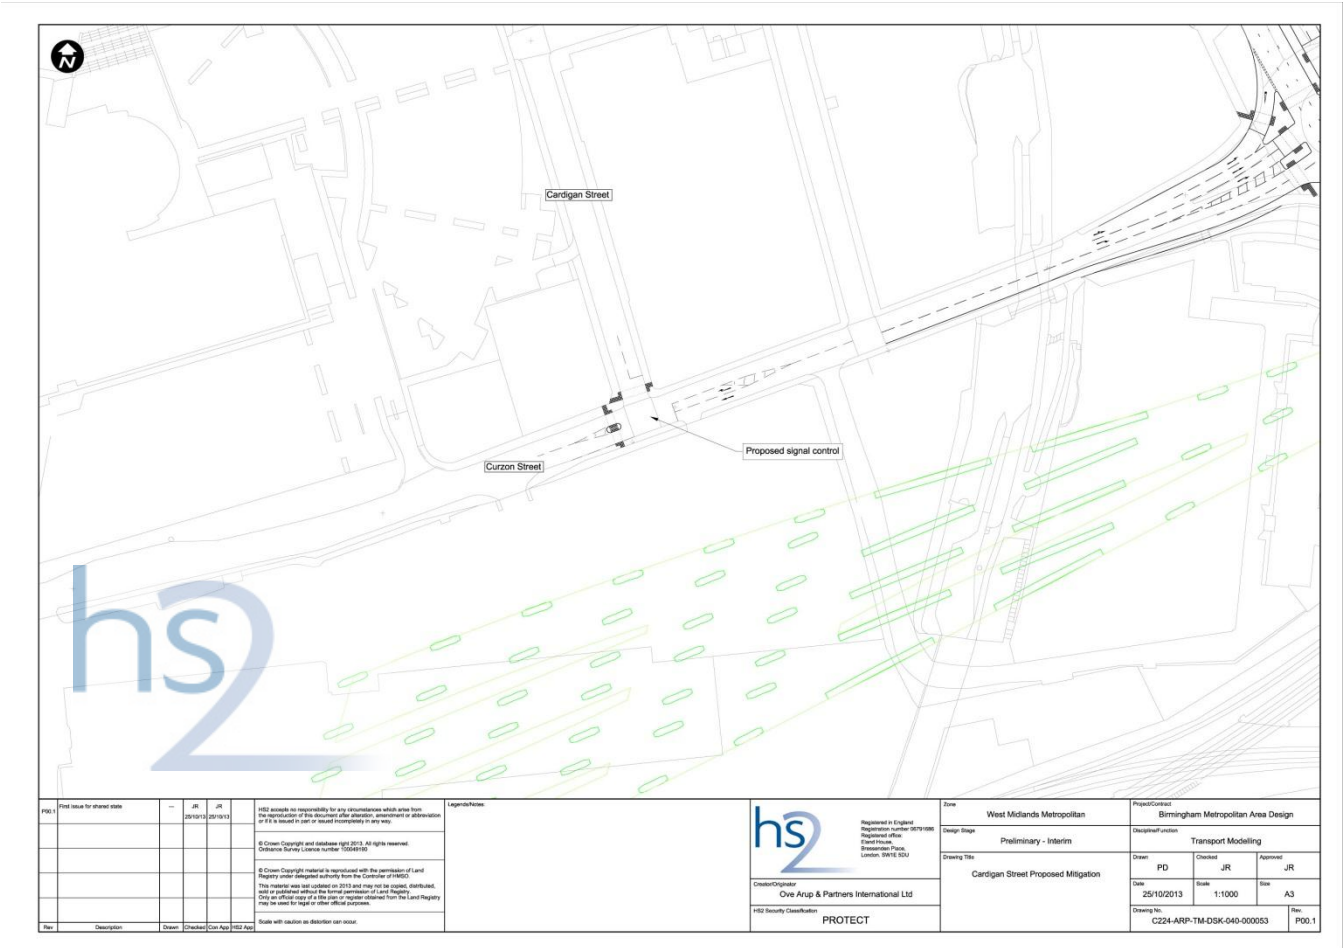 N
Cardigan Street
Proposed signal control
Curzon Street
hs2
P00.1
First issue for shared state
---
JR
JR
25/10/13
25/10/13
Rev
Description
Drawn
Checked
Con App
HS2 App
HS2 accepts no responsibility for any circumstances which arise from
the reproduction of this document after alteration, amendment or abbreviation
or if it is issued in part or issued incompletely in any way.
© Crown Copyright and database right 2013. All rights reserved.
Ordnance Survey Licence number 100049190
© Crown Copyright material is reproduced with the permission of Land
Registry under delegated authority from the Controller of HMSO.
This material was last updated on 2013 and may not be copied, distributed,
sold or published without the formal permission of Land Registry.
Only an official copy of a title plan or register obtained from the Land Registry
may be used for legal or other official purposes.
Scale with caution as distortion can occur.
Legends/Notes:
hs2
Registered in England
Registration number 06791686
Registered office:
Eland House,
Bressenden Place,
London. SW1E 5DU
Creator/Originator
Ove Arup & Partners International Ltd
HS2 Security Classification
PROTECT
Zone
West Midlands Metropolitan
Design Stage
Preliminary - Interim
Drawing Title
Cardigan Street Proposed Mitigation
Project/Contract
Birmingham Metropolitan Area Design
Discipline/Function
Transport Modelling
Drawn
PD
Checked
JR
Approved
JR
Date
25/10/2013
Scale
1:1000
Size
A3
Drawing No.
C224-ARP-TM-DSK-040-000053
Rev.
P00.1